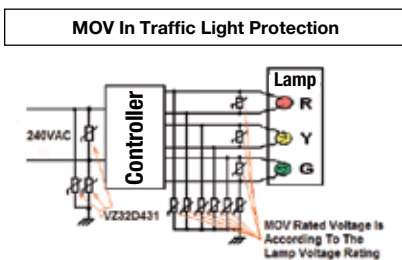 MOV In Traffic Light Protection
Lamp
R
Controller
240VAC
Y
G
VZ32D431
MOV Rated Voltage Is
According To The
Lamp Voltage Rating